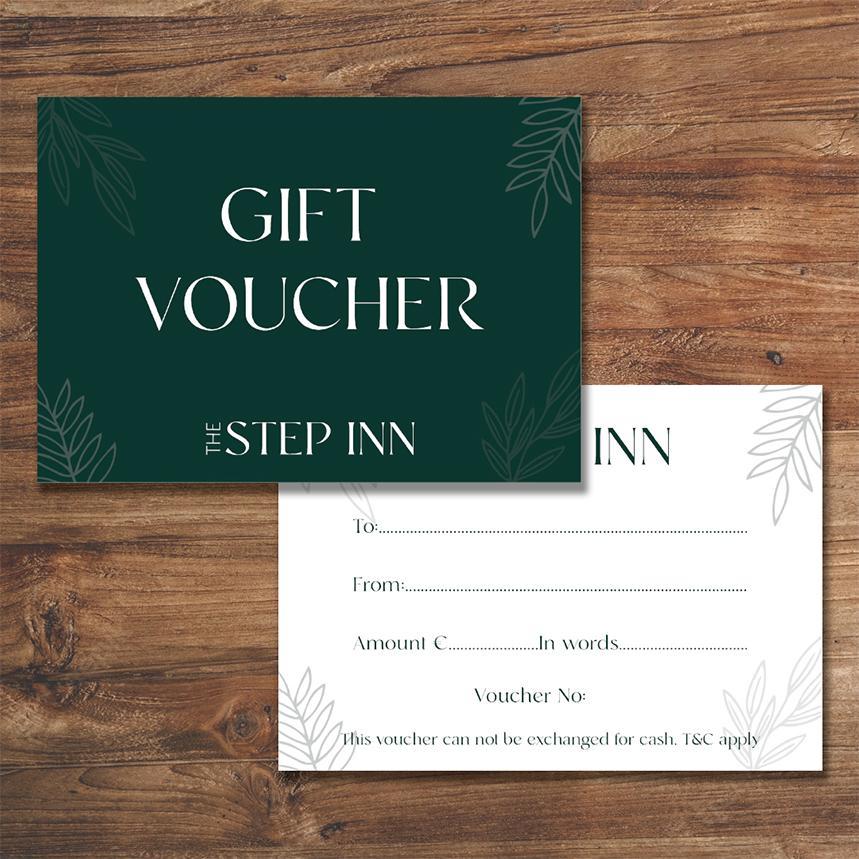 GIFT
VOUCHER
THE STEP INN
INN
To:..........................................................................................
From:...................................................................................
Amount €......................In words...............................
Voucher No:
This voucher can not be exchanged for cash. T&C apply